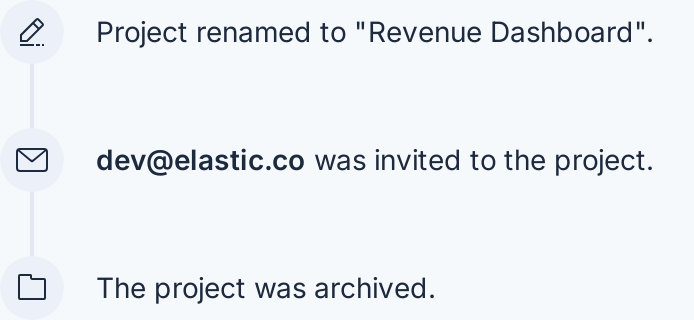 Project renamed to "Revenue Dashboard".
dev@elastic.co was invited to the project.
The project was archived.